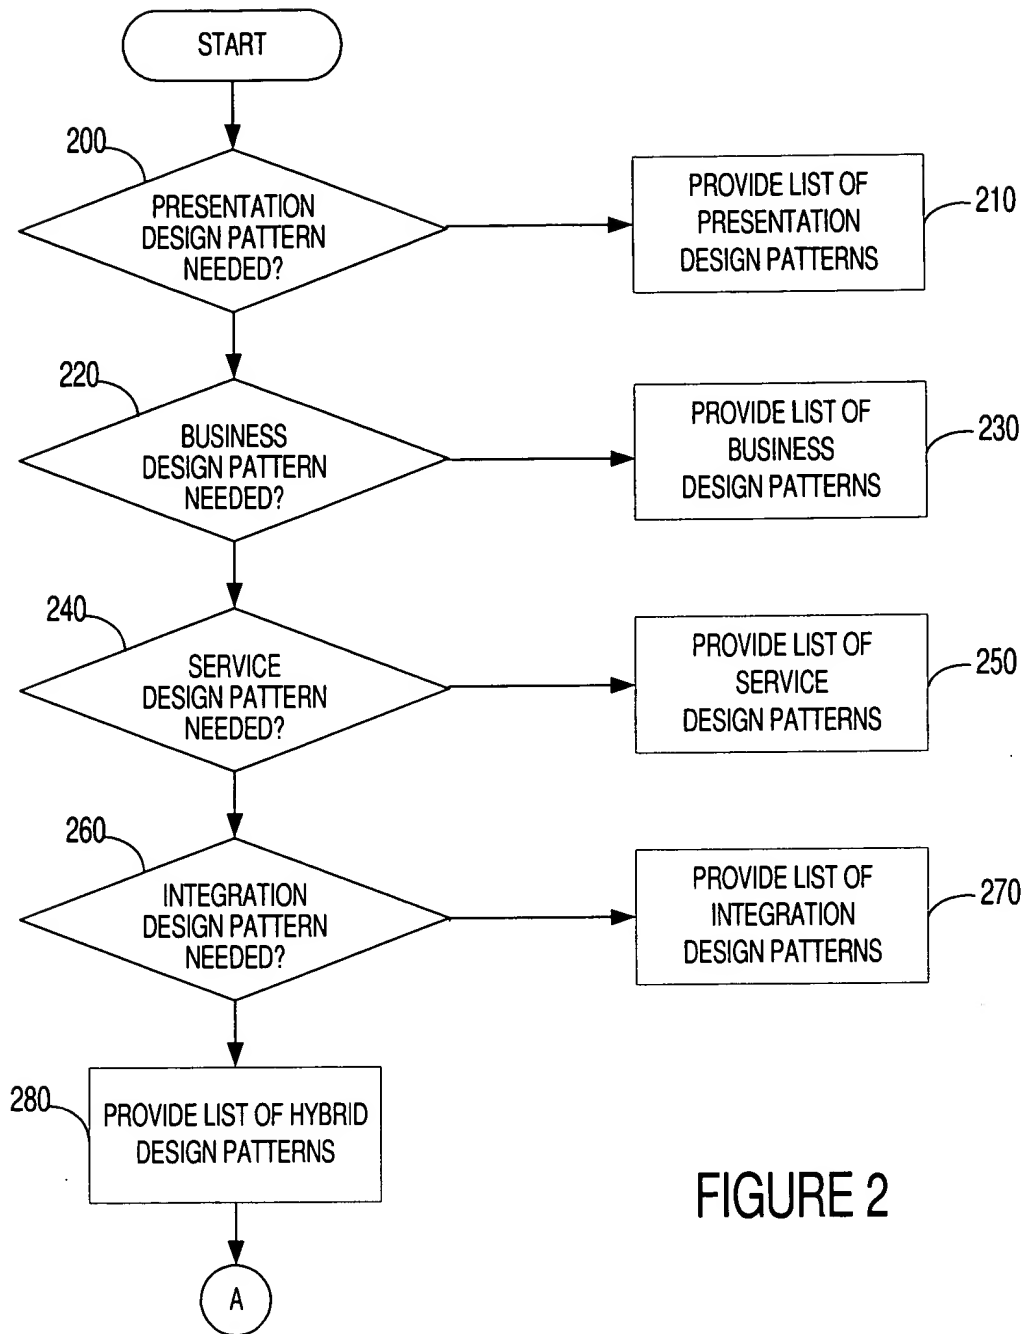 START
200
PRESENTATION
DESIGN PATTERN
NEEDED?
PROVIDE LIST OF
PRESENTATION
DESIGN PATTERNS
210
220
BUSINESS
DESIGN PATTERN
NEEDED?
PROVIDE LIST OF
BUSINESS
DESIGN PATTERNS
230
240
SERVICE
DESIGN PATTERN
NEEDED?
PROVIDE LIST OF
SERVICE
DESIGN PATTERNS
250
260
INTEGRATION
DESIGN PATTERN
NEEDED?
PROVIDE LIST OF
INTEGRATION
DESIGN PATTERNS
270
280
PROVIDE LIST OF HYBRID
DESIGN PATTERNS
A
FIGURE 2